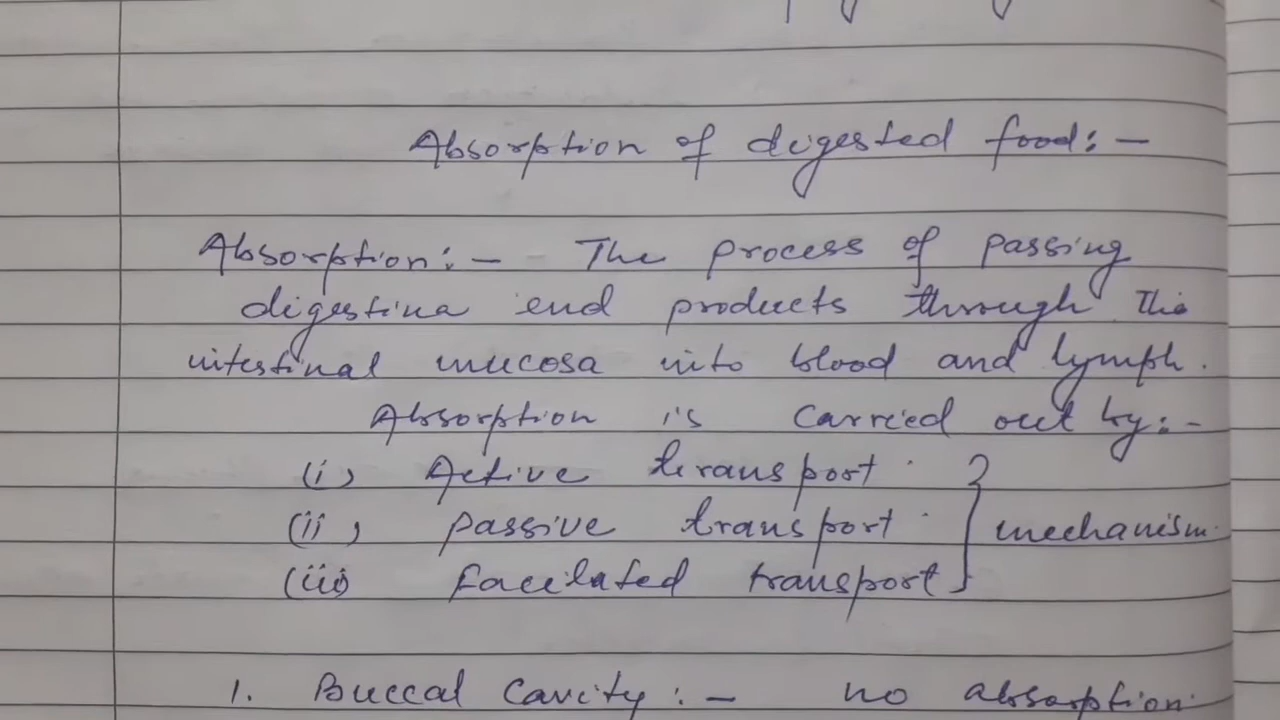 Absorption of digested food:-
Absorption:- The process of passing
digestina end products through the
intestinal mucosa into blood and lymph.
Absorption is carried out by:-
(i) Active transport
(ii) passive transport
(iii) facilated transport } mechanism.
1. Buccal Cavity:- no absorption.